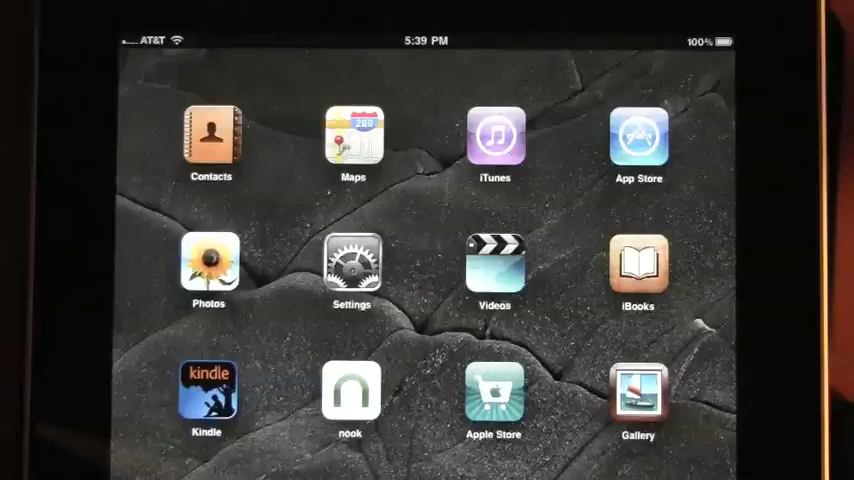 AT&T 5:39 PM 100%
280
Contacts Maps iTunes App Store
Photos Settings Videos iBooks
kindle
Kindle nook Apple Store Gallery